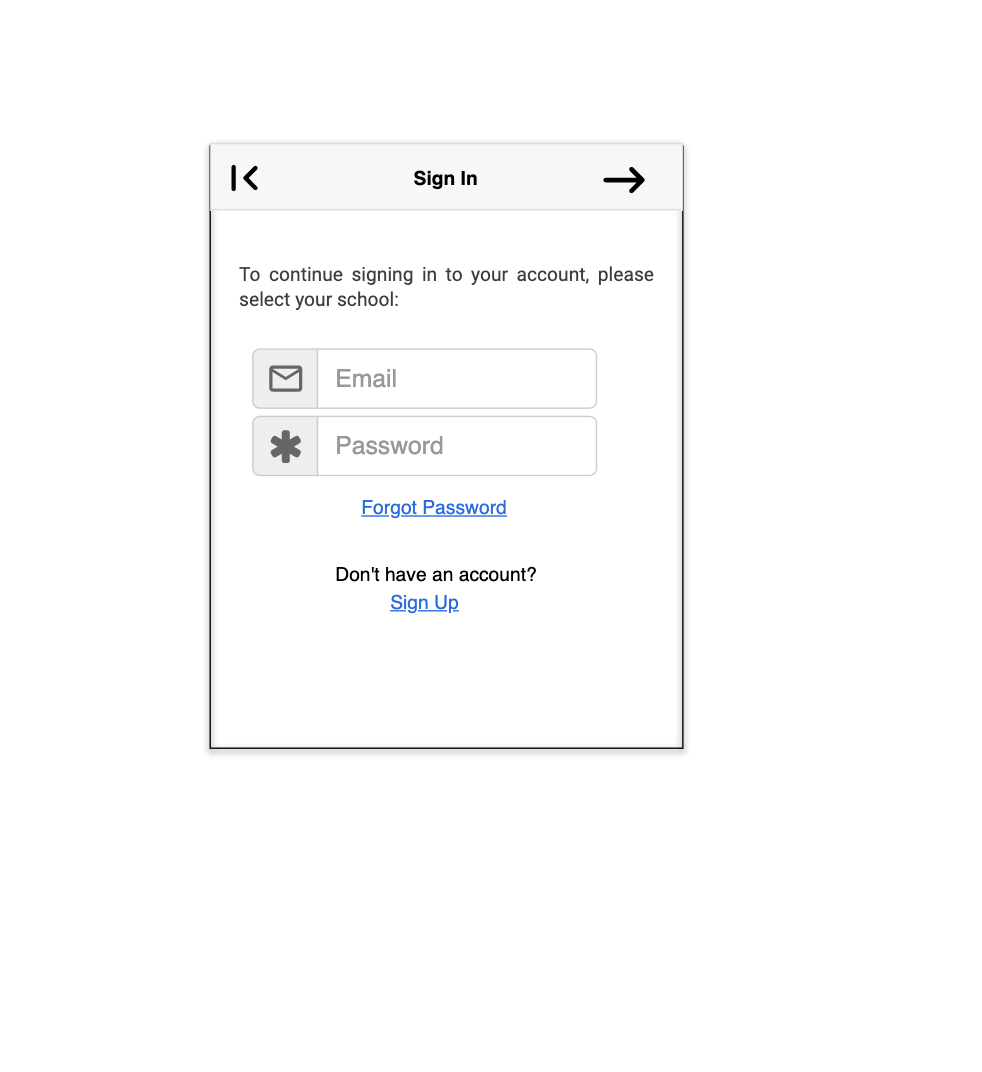 Sign In
To continue signing in to your account, please
select your school:
Email
Password
Forgot Password
Don't have an account?
Sign Up